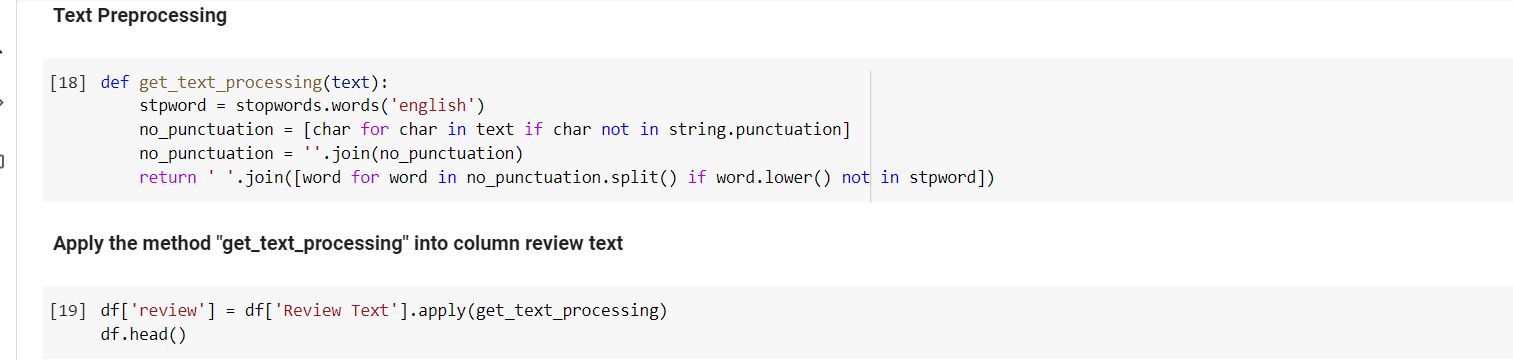 Text Preprocessing
[18] def get_text_processing(text):
stpword = stopwords.words('english')
no_punctuation = [char for char in text if char not in string.punctuation]
no_punctuation = ''.join(no_punctuation)
return ' '.join([word for word in no_punctuation.split() if word.lower() not in stpword])
Apply the method "get_text_processing" into column review text
[19] df['review'] = df['Review Text'].apply(get_text_processing)
df.head()